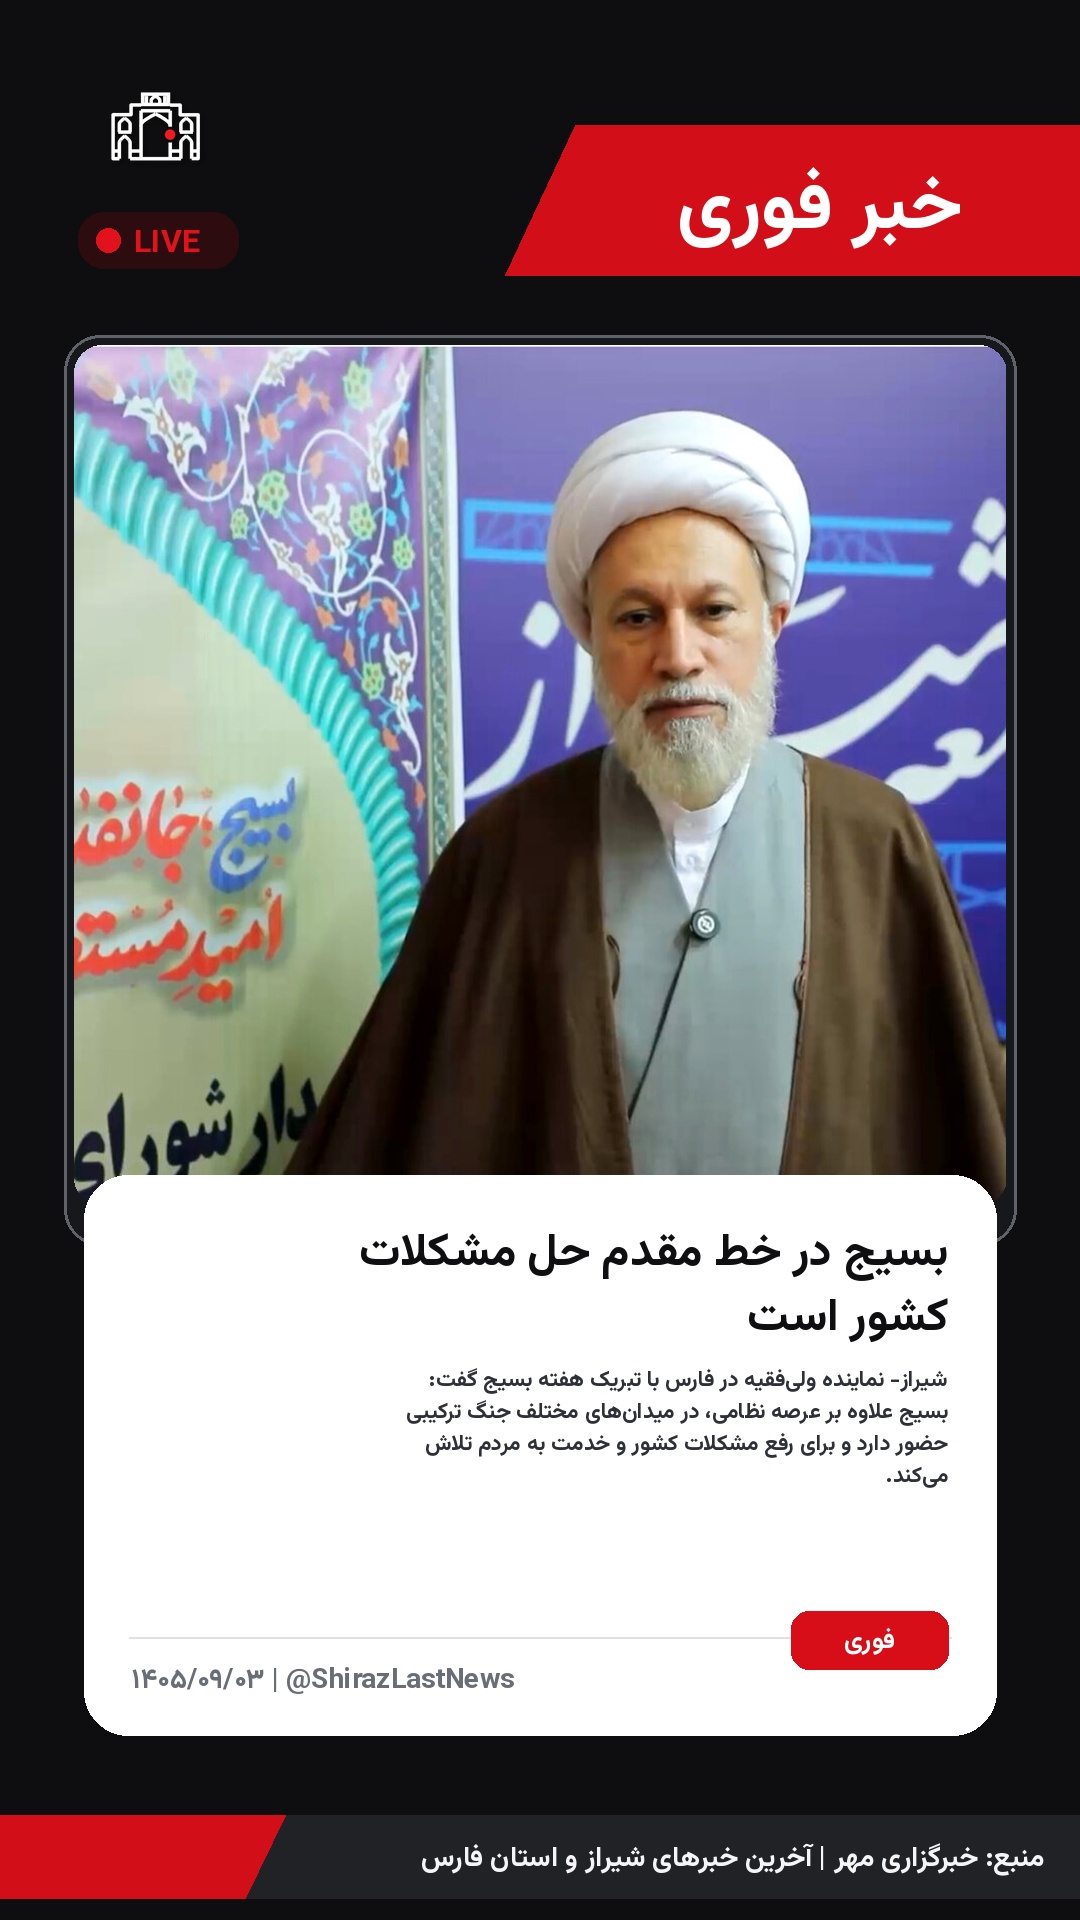 خبر فوری
LIVE
شیراز
بسیج؛
امیدِ
شورای
بسیج در خط مقدم حل مشکلات
کشور است
شیراز- نماینده ولی‌فقیه در فارس با تبریک هفته بسیج گفت:
بسیج علاوه بر عرصه نظامی، در میدان‌های مختلف جنگ ترکیبی
حضور دارد و برای رفع مشکلات کشور و خدمت به مردم تلاش
می‌کند.
فوری
۱۴۰۵/۰۹/۰۳ | @ShirazLastNews
منبع: خبرگزاری مهر | آخرین خبرهای شیراز و استان فارس